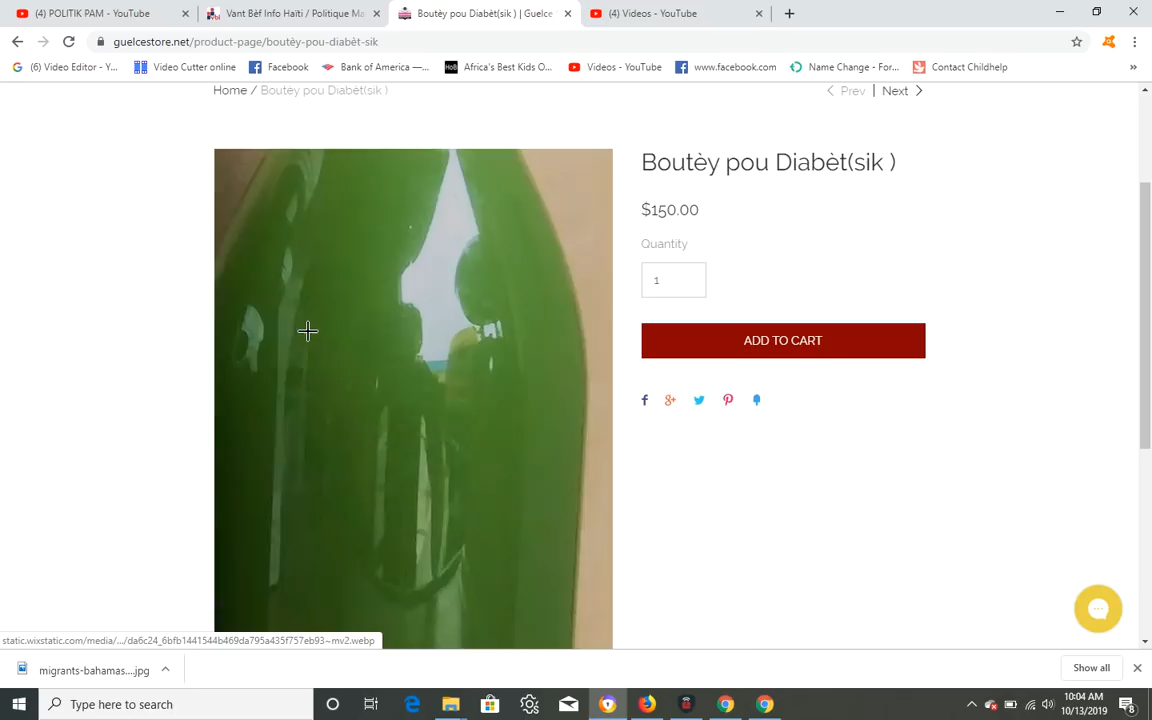 (4) POLITIK PAM - YouTube
Vant Bèf Info Haïti / Politique Ma
Boutèy pou Diabèt(sik ) | Guelce
(4) Videos - YouTube
guelcestore.net/product-page/boutèy-pou-diabèt-sik
(6) Video Editor - Y...
Video Cutter online
Facebook
Bank of America —...
HoB
Africa's Best Kids O...
Videos - YouTube
www.facebook.com
Name Change - For...
Contact Childhelp
»
Home / Boutèy pou Diabèt(sik )
Prev | Next
Boutèy pou Diabèt(sik )
$150.00
Quantity
1
ADD TO CART
static.wixstatic.com/media/.../da6c24_6bfb1441544b469da795a435f757eb93~mv2.webp
migrants-bahamas....jpg
Show all
Type here to search
10:04 AM
10/13/2019
8